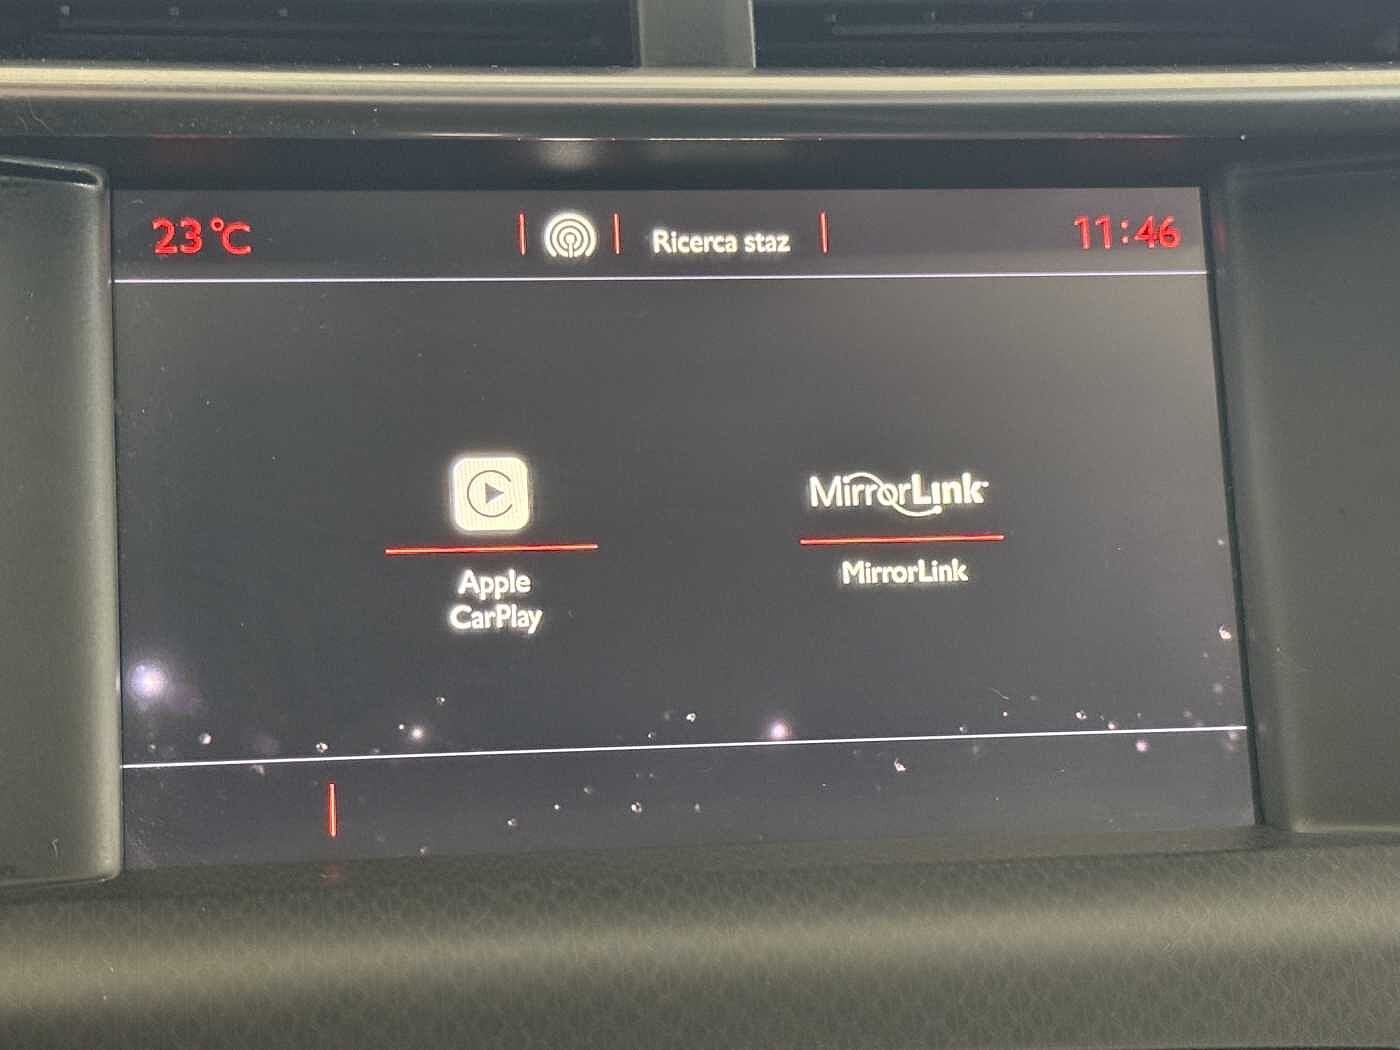 23°C
Ricerca staz
11:46
MirrorLink
Apple
CarPlay
MirrorLink